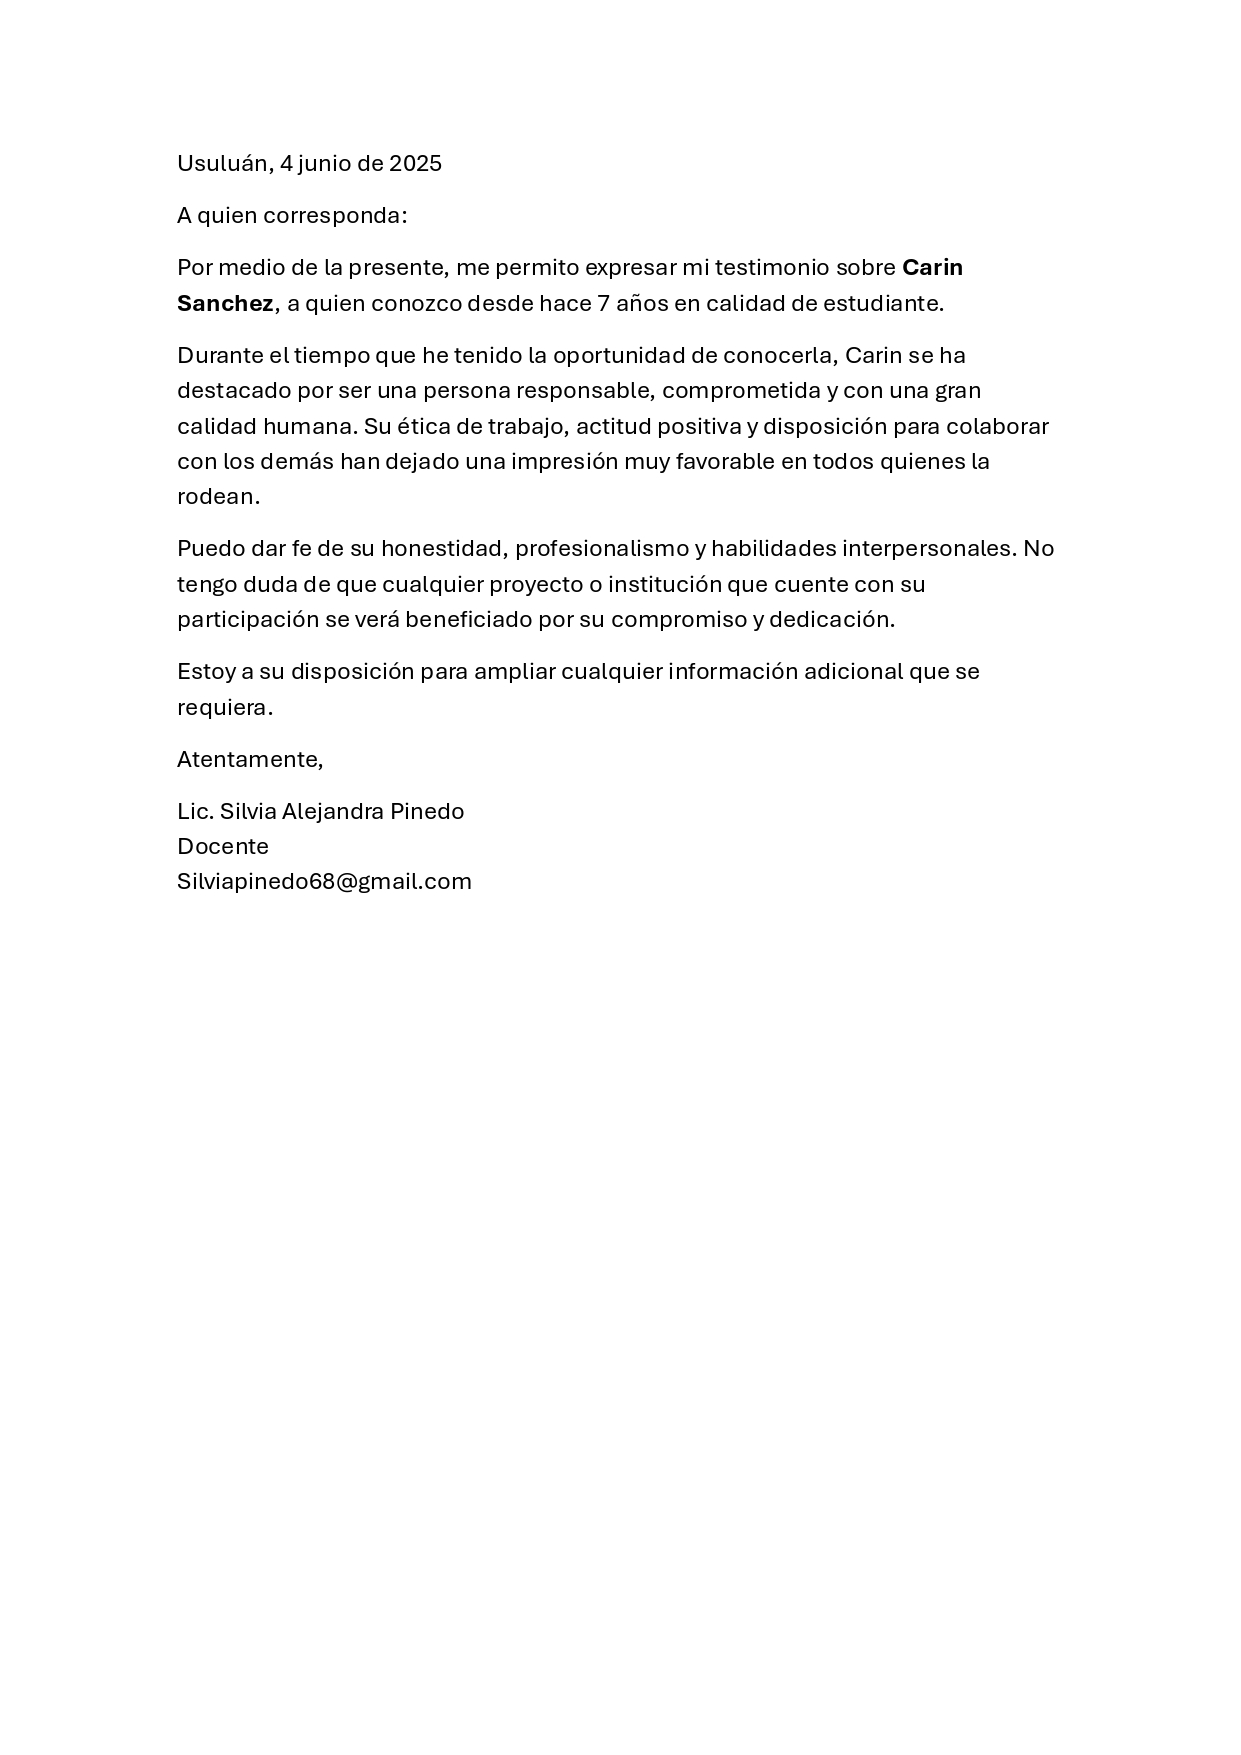 Usuluán, 4 junio de 2025
A quien corresponda:
Por medio de la presente, me permito expresar mi testimonio sobre Carin
Sanchez, a quien conozco desde hace 7 años en calidad de estudiante.
Durante el tiempo que he tenido la oportunidad de conocerla, Carin se ha
destacado por ser una persona responsable, comprometida y con una gran
calidad humana. Su ética de trabajo, actitud positiva y disposición para colaborar
con los demás han dejado una impresión muy favorable en todos quienes la
rodean.
Puedo dar fe de su honestidad, profesionalismo y habilidades interpersonales. No
tengo duda de que cualquier proyecto o institución que cuente con su
participación se verá beneficiado por su compromiso y dedicación.
Estoy a su disposición para ampliar cualquier información adicional que se
requiera.
Atentamente,
Lic. Silvia Alejandra Pinedo
Docente
Silviapinedo68@gmail.com